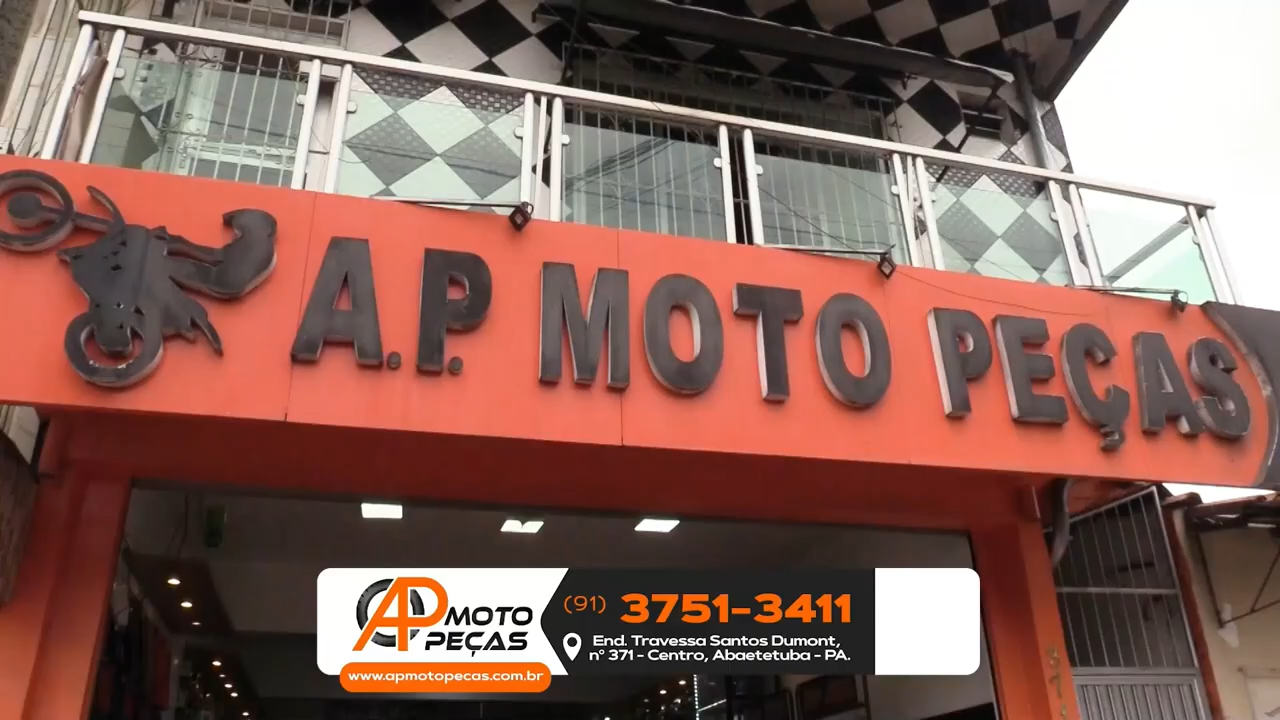 A.P. MOTO PEÇAS
AP MOTO
PEÇAS
www.apmotopecas.com.br
(91) 3751-3411
End. Travessa Santos Dumont,
nº 371 - Centro, Abaetetuba - PA.